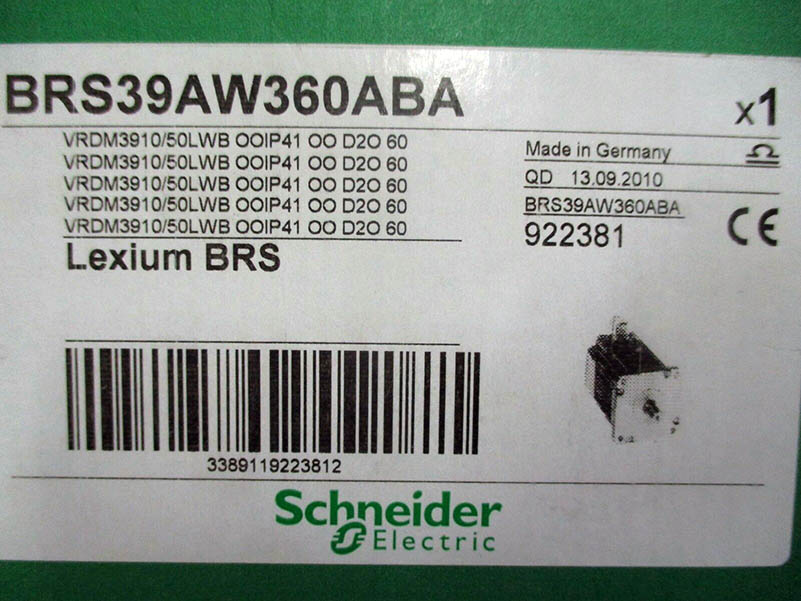 BRS39AW360ABA
x1
VRDM3910/50LWB OOIP41 OO D2O 60
VRDM3910/50LWB OOIP41 OO D2O 60
VRDM3910/50LWB OOIP41 OO D2O 60
VRDM3910/50LWB OOIP41 OO D2O 60
VRDM3910/50LWB OOIP41 OO D2O 60
Lexium BRS
Made in Germany
QD 13.09.2010
BRS39AW360ABA
922381
CE
3389119223812
Schneider
Electric